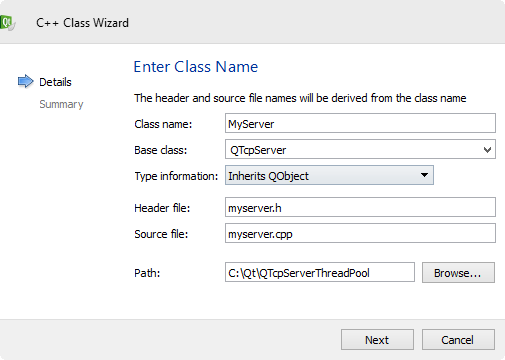 C++ Class Wizard
Enter Class Name
Details
Summary
The header and source file names will be derived from the class name
Class name: MyServer
Base class: QTcpServer
Type information: Inherits QObject
Header file: myserver.h
Source file: myserver.cpp
Path: C:\Qt\QTcpServerThreadPool Browse...
Next Cancel